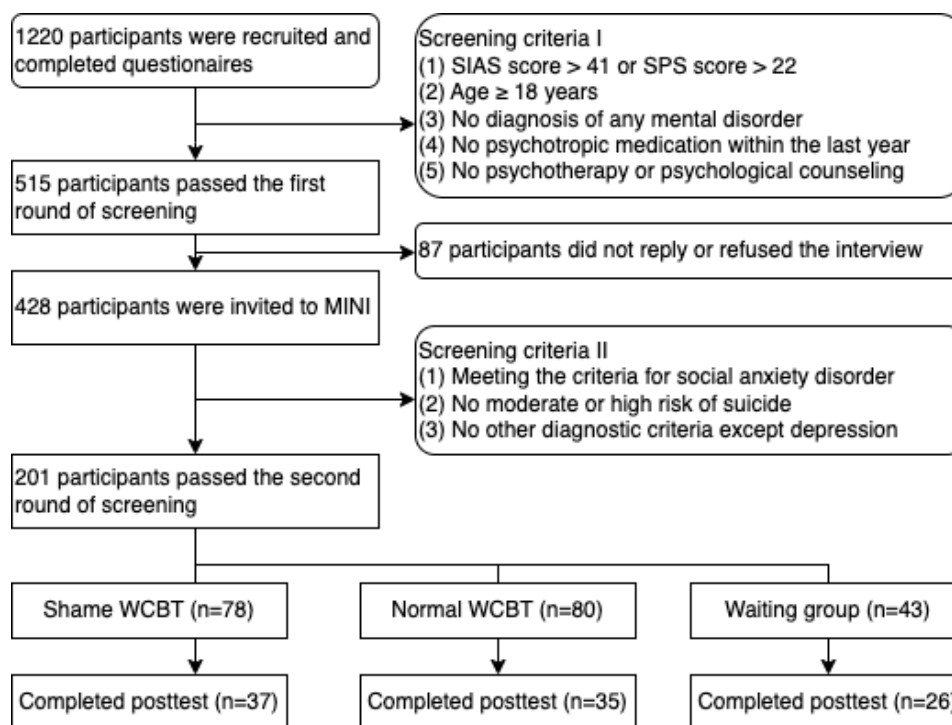 1220 participants were recruited and
completed questionaires
Screening criteria I
(1) SIAS score > 41 or SPS score > 22
(2) Age ≥ 18 years
(3) No diagnosis of any mental disorder
(4) No psychotropic medication within the last year
(5) No psychotherapy or psychological counseling
515 participants passed the first
round of screening
87 participants did not reply or refused the interview
428 participants were invited to MINI
Screening criteria II
(1) Meeting the criteria for social anxiety disorder
(2) No moderate or high risk of suicide
(3) No other diagnostic criteria except depression
201 participants passed the second
round of screening
Shame WCBT (n=78)
Normal WCBT (n=80)
Waiting group (n=43)
Completed posttest (n=37)
Completed posttest (n=35)
Completed posttest (n=26)